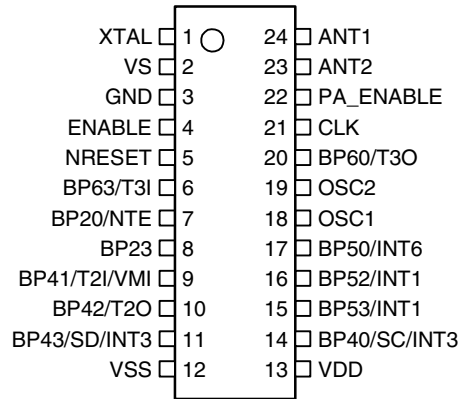 XTAL 1 24 ANT1
VS 2 23 ANT2
GND 3 22 PA_ENABLE
ENABLE 4 21 CLK
NRESET 5 20 BP60/T3O
BP63/T3I 6 19 OSC2
BP20/NTE 7 18 OSC1
BP23 8 17 BP50/INT6
BP41/T2I/VMI 9 16 BP52/INT1
BP42/T2O 10 15 BP53/INT1
BP43/SD/INT3 11 14 BP40/SC/INT3
VSS 12 13 VDD